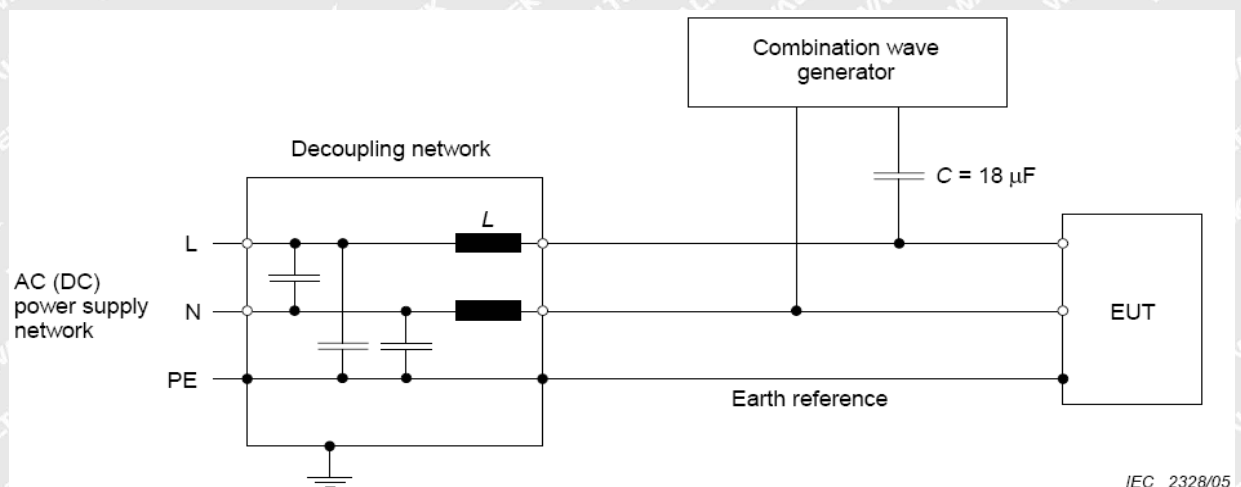 Combination wave
generator
Decoupling network
C = 18 μF
L
L
AC (DC)
power supply
network
N
EUT
PE
Earth reference
IEC 2328/05